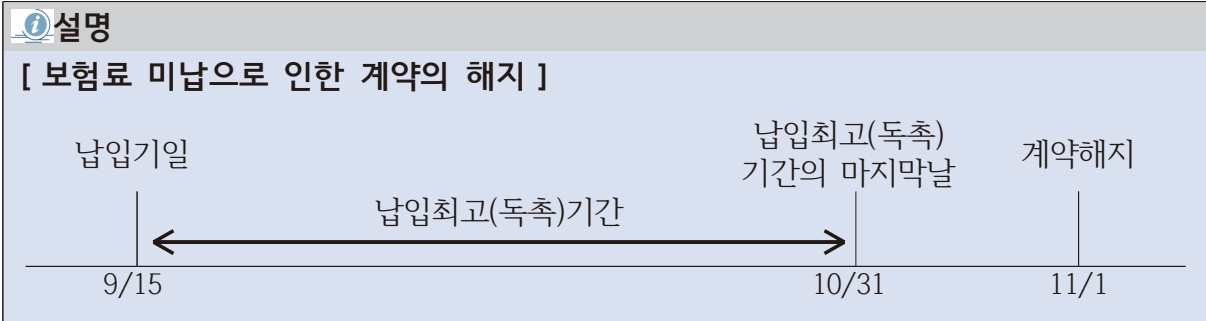 설명
[ 보험료 미납으로 인한 계약의 해지 ]
납입기일
납입최고(독촉)
기간의 마지막날
계약해지
납입최고(독촉)기간
9/15
10/31
11/1